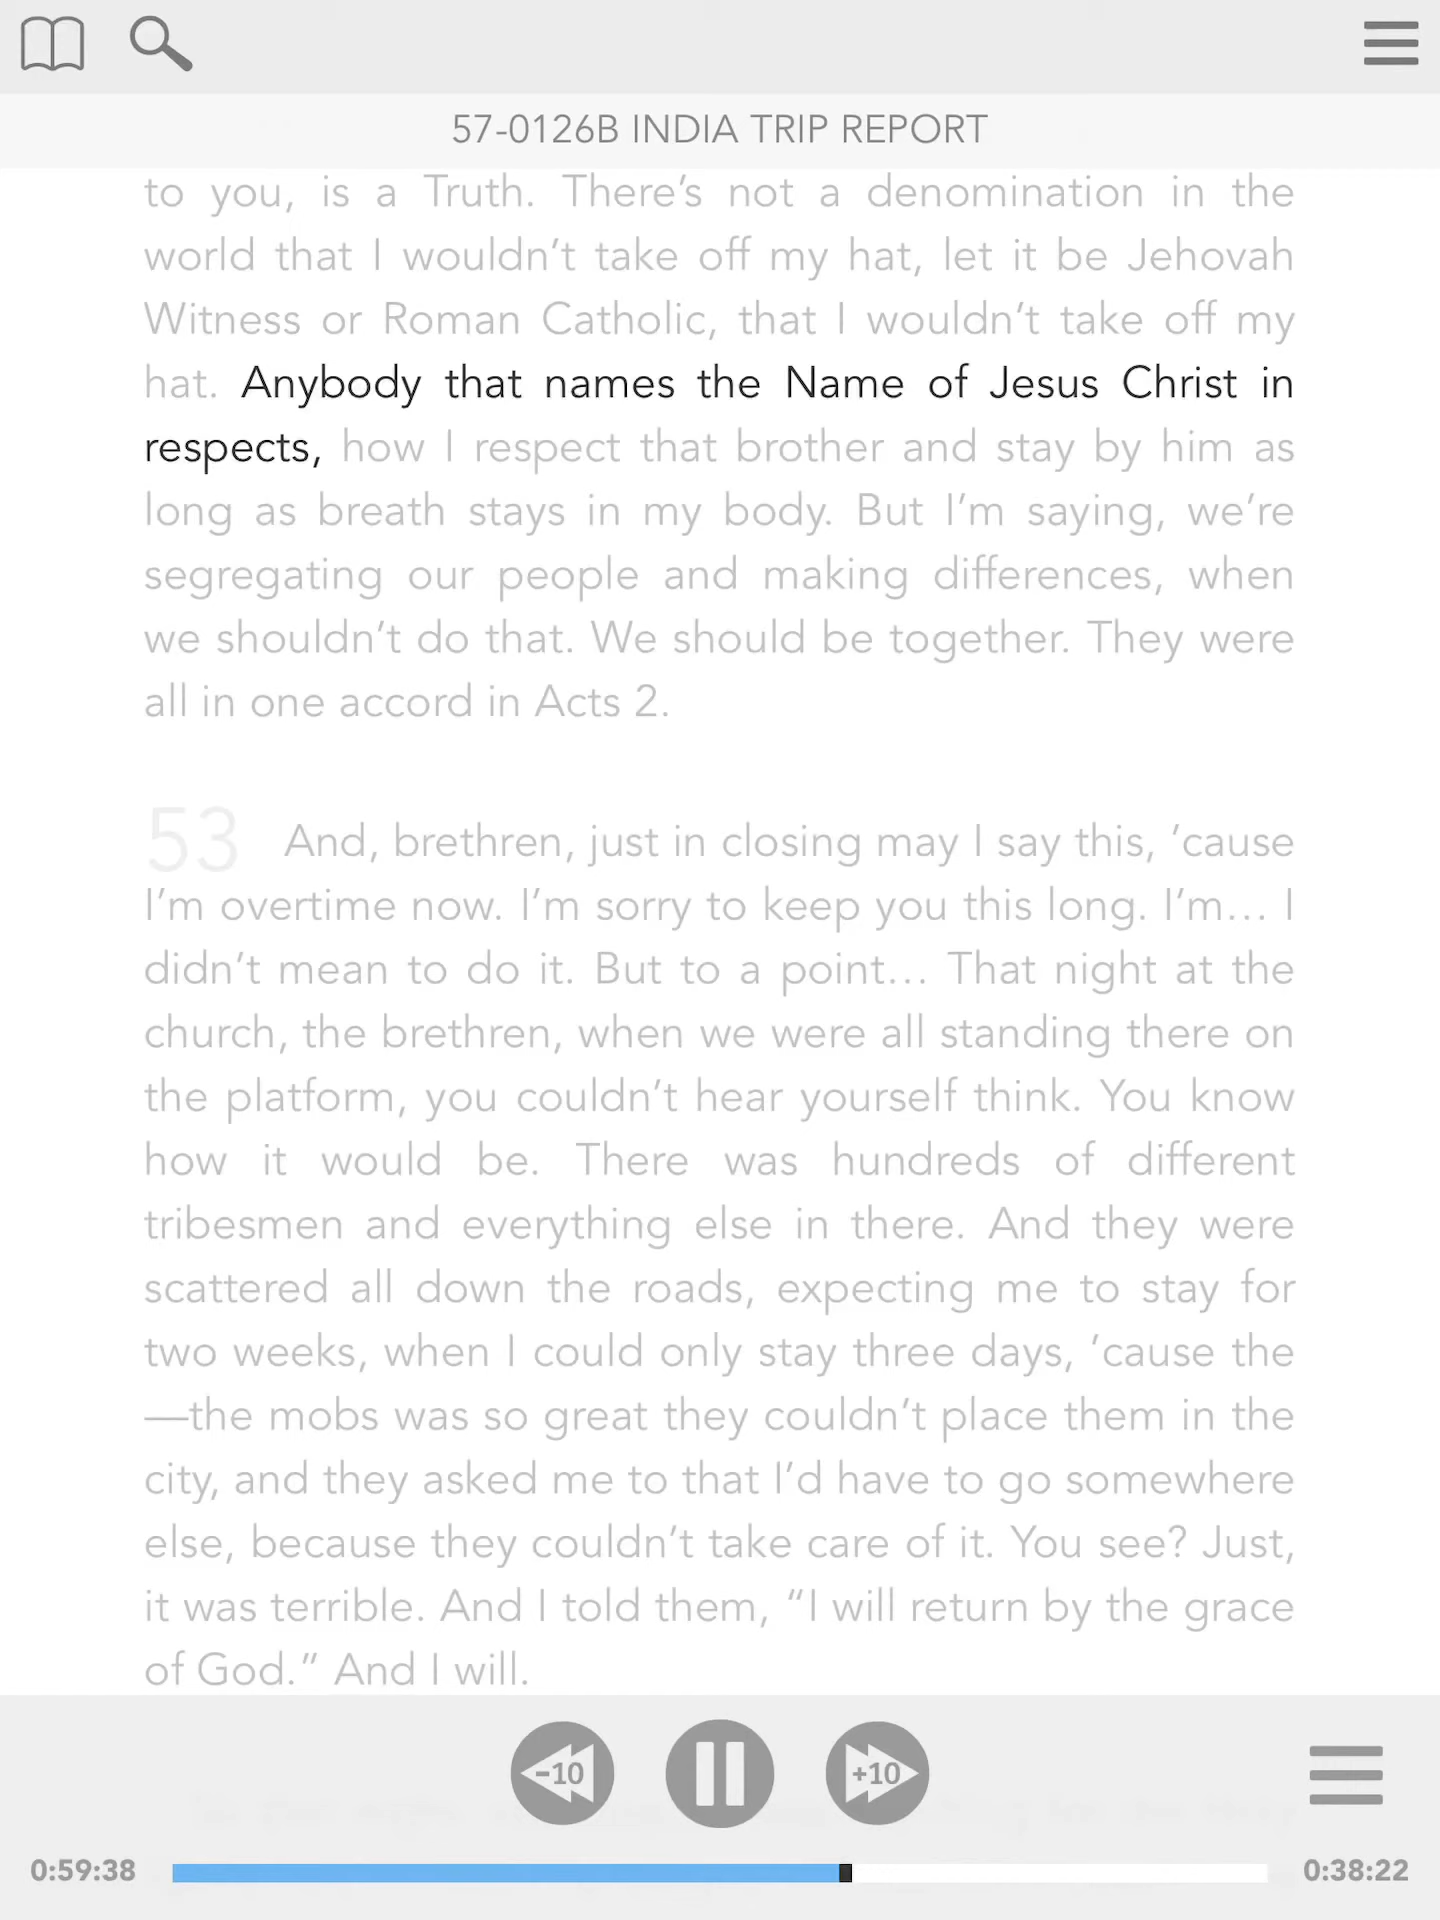 57-0126B INDIA TRIP REPORT
to you, is a Truth. There’s not a denomination in the
world that I wouldn’t take off my hat, let it be Jehovah
Witness or Roman Catholic, that I wouldn’t take off my
hat. Anybody that names the Name of Jesus Christ in
respects, how I respect that brother and stay by him as
long as breath stays in my body. But I’m saying, we’re
segregating our people and making differences, when
we shouldn’t do that. We should be together. They were
all in one accord in Acts 2.
53 And, brethren, just in closing may I say this, ’cause
I’m overtime now. I’m sorry to keep you this long. I’m… I
didn’t mean to do it. But to a point… That night at the
church, the brethren, when we were all standing there on
the platform, you couldn’t hear yourself think. You know
how it would be. There was hundreds of different
tribesmen and everything else in there. And they were
scattered all down the roads, expecting me to stay for
two weeks, when I could only stay three days, ’cause the
—the mobs was so great they couldn’t place them in the
city, and they asked me to that I’d have to go somewhere
else, because they couldn’t take care of it. You see? Just,
it was terrible. And I told them, “I will return by the grace
of God.” And I will.
-10 +10
0:59:38 0:38:22